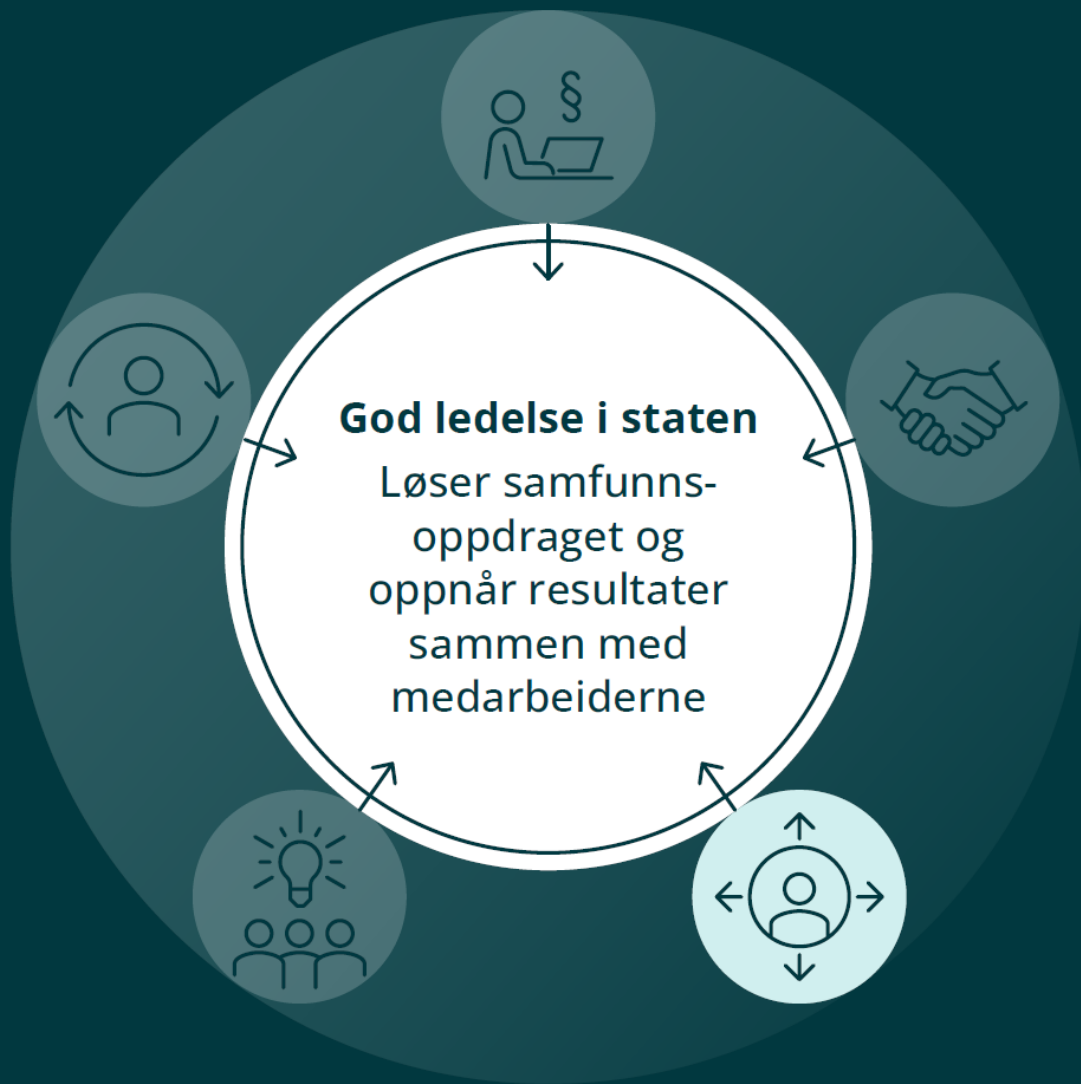 §
God ledelse i staten
Løser samfunns-
oppdraget og
oppnår resultater
sammen med
medarbeiderne